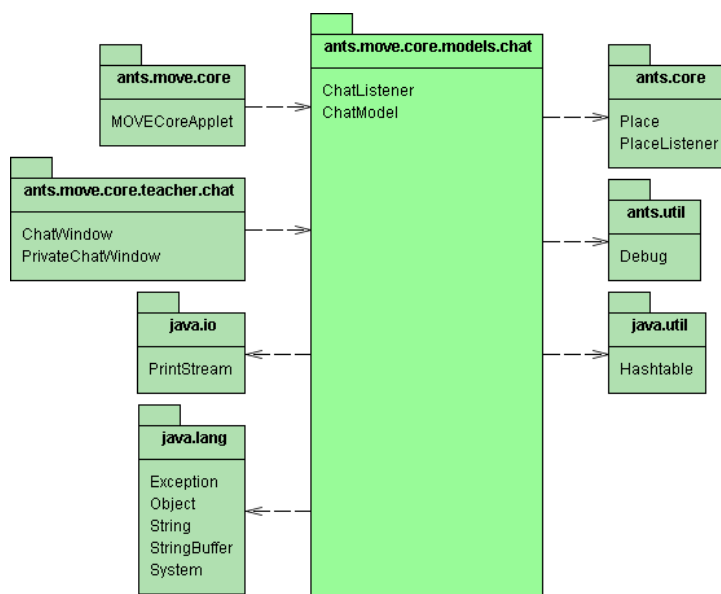 ants.move.core
MOVECoreApplet
ants.move.core.teacher.chat
ChatWindow
PrivateChatWindow
java.io
PrintStream
java.lang
Exception
Object
String
StringBuffer
System
ants.move.core.models.chat
ChatListener
ChatModel
ants.core
Place
PlaceListener
ants.util
Debug
java.util
Hashtable